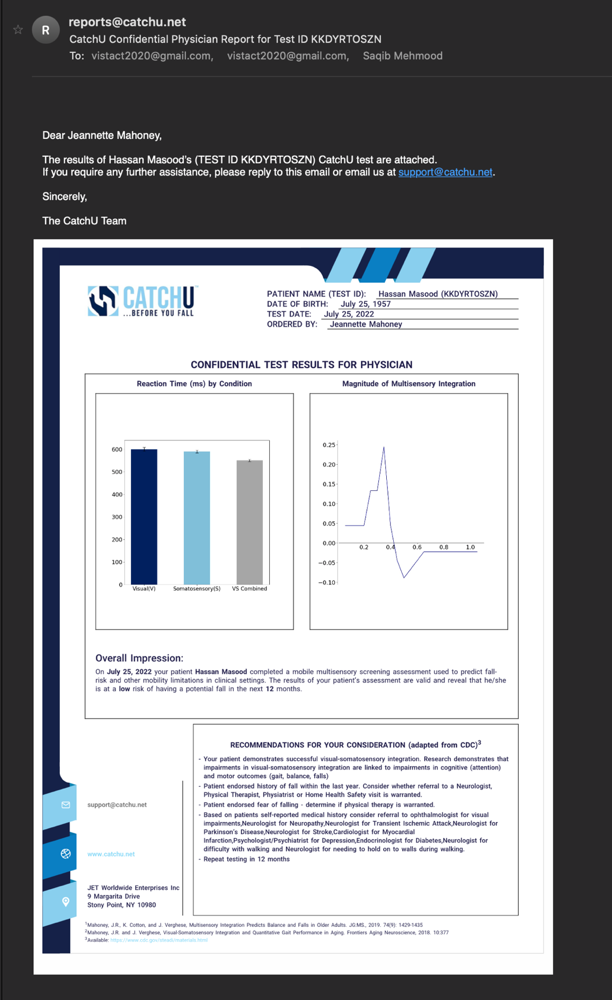 reports@catchu.net
R
CatchU Confidential Physician Report for Test ID KKDYRTOSZN
To: vistact2020@gmail.com, vistact2020@gmail.com, Saqib Mehmood
Dear Jeannette Mahoney,
The results of Hassan Masood's (TEST ID KKDYRTOSZN) CatchU test are attached.
If you require any further assistance, please reply to this email or email us at support@catchu.net.
Sincerely,
The CatchU Team
CATCHU™
...BEFORE YOU FALL
PATIENT NAME (TEST ID): Hassan Masood (KKDYRTOSZN)
DATE OF BIRTH: July 25, 1957
TEST DATE: July 25, 2022
ORDERED BY: Jeannette Mahoney
CONFIDENTIAL TEST RESULTS FOR PHYSICIAN
Reaction Time (ms) by Condition
600
500
400
300
200
100
0
Visual(V) Somatosensory(S) VS Combined
Magnitude of Multisensory Integration
0.25
0.20
0.15
0.10
0.05
0.00
−0.05
−0.10
0.2 0.4 0.6 0.8 1.0
Overall Impression:
On July 25, 2022 your patient Hassan Masood completed a mobile multisensory screening assessment used to predict fall-
risk and other mobility limitations in clinical settings. The results of your patient's assessment are valid and reveal that he/she
is at a low risk of having a potential fall in the next 12 months.
RECOMMENDATIONS FOR YOUR CONSIDERATION (adapted from CDC)³
- Your patient demonstrates successful visual-somatosensory integration. Research demonstrates that
impairments in visual-somatosensory integration are linked to impairments in cognitive (attention)
and motor outcomes (gait, balance, falls)
- Patient endorsed history of fall within the last year. Consider whether referral to a Neurologist,
Physical Therapist, Physiatrist or Home Health Safety visit is warranted.
- Patient endorsed fear of falling - determine if physical therapy is warranted.
- Based on patients self-reported medical history consider referral to ophthalmologist for visual
impairments,Neurologist for Neuropathy,Neurologist for Transient Ischemic Attack,Neurologist for
Parkinson's Disease,Neurologist for Stroke,Cardiologist for Myocardial
Infarction,Psychologist/Psychiatrist for Depression,Endocrinologist for Diabetes,Neurologist for
difficulty with walking and Neurologist for needing to hold on to walls during walking.
- Repeat testing in 12 months
support@catchu.net
www.catchu.net
JET Worldwide Enterprises Inc
9 Margarita Drive
Stony Point, NY 10980
¹Mahoney, J.R., K. Cotton, and J. Verghese, Multisensory Integration Predicts Balance and Falls in Older Adults. JG:MS., 2019. 74(9): 1429-1435
²Mahoney, J.R. and J. Verghese, Visual-Somatosensory Integration and Quantitative Gait Performance in Aging. Frontiers Aging Neuroscience, 2018. 10:377
³Available: https://www.cdc.gov/steadi/materials.html